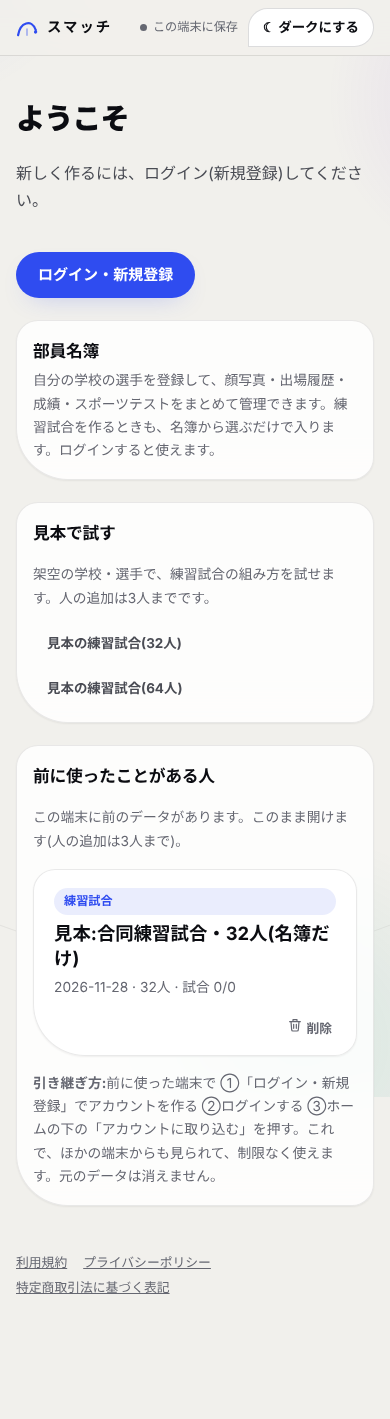 スマッチ
この端末に保存
☾ ダークにする
ようこそ
新しく作るには、ログイン(新規登録)してくださ
い。
ログイン・新規登録
部員名簿
自分の学校の選手を登録して、顔写真・出場履歴・
成績・スポーツテストをまとめて管理できます。練
習試合を作るときも、名簿から選ぶだけで入りま
す。ログインすると使えます。
見本で試す
架空の学校・選手で、練習試合の組み方を試せま
す。人の追加は3人までです。
見本の練習試合(32人)
見本の練習試合(64人)
前に使ったことがある人
この端末に前のデータがあります。このまま開けま
す(人の追加は3人まで)。
練習試合
見本:合同練習試合・32人(名簿だ
け)
2026-11-28 · 32人 · 試合 0/0
削除
引き継ぎ方:前に使った端末で ①「ログイン・新規
登録」でアカウントを作る ②ログインする ③ホー
ムの下の「アカウントに取り込む」を押す。これ
で、ほかの端末からも見られて、制限なく使えま
す。元のデータは消えません。
利用規約 プライバシーポリシー
特定商取引法に基づく表記